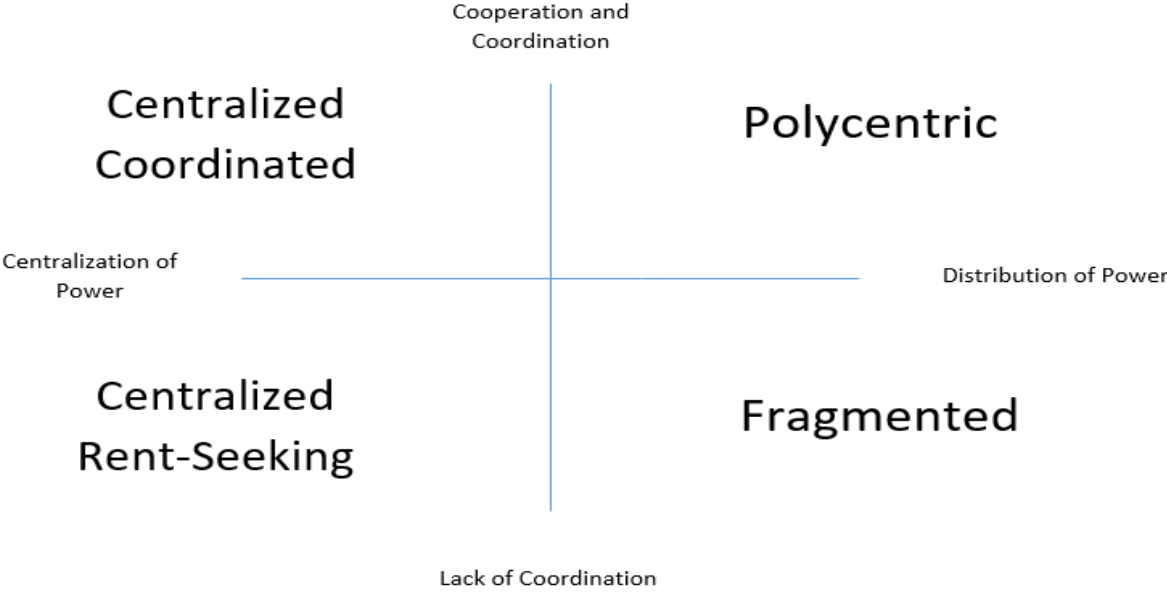 Cooperation and
Coordination
Centralized
Coordinated
Polycentric
Centralization of
Power
Distribution of Power
Centralized
Rent-Seeking
Fragmented
Lack of Coordination